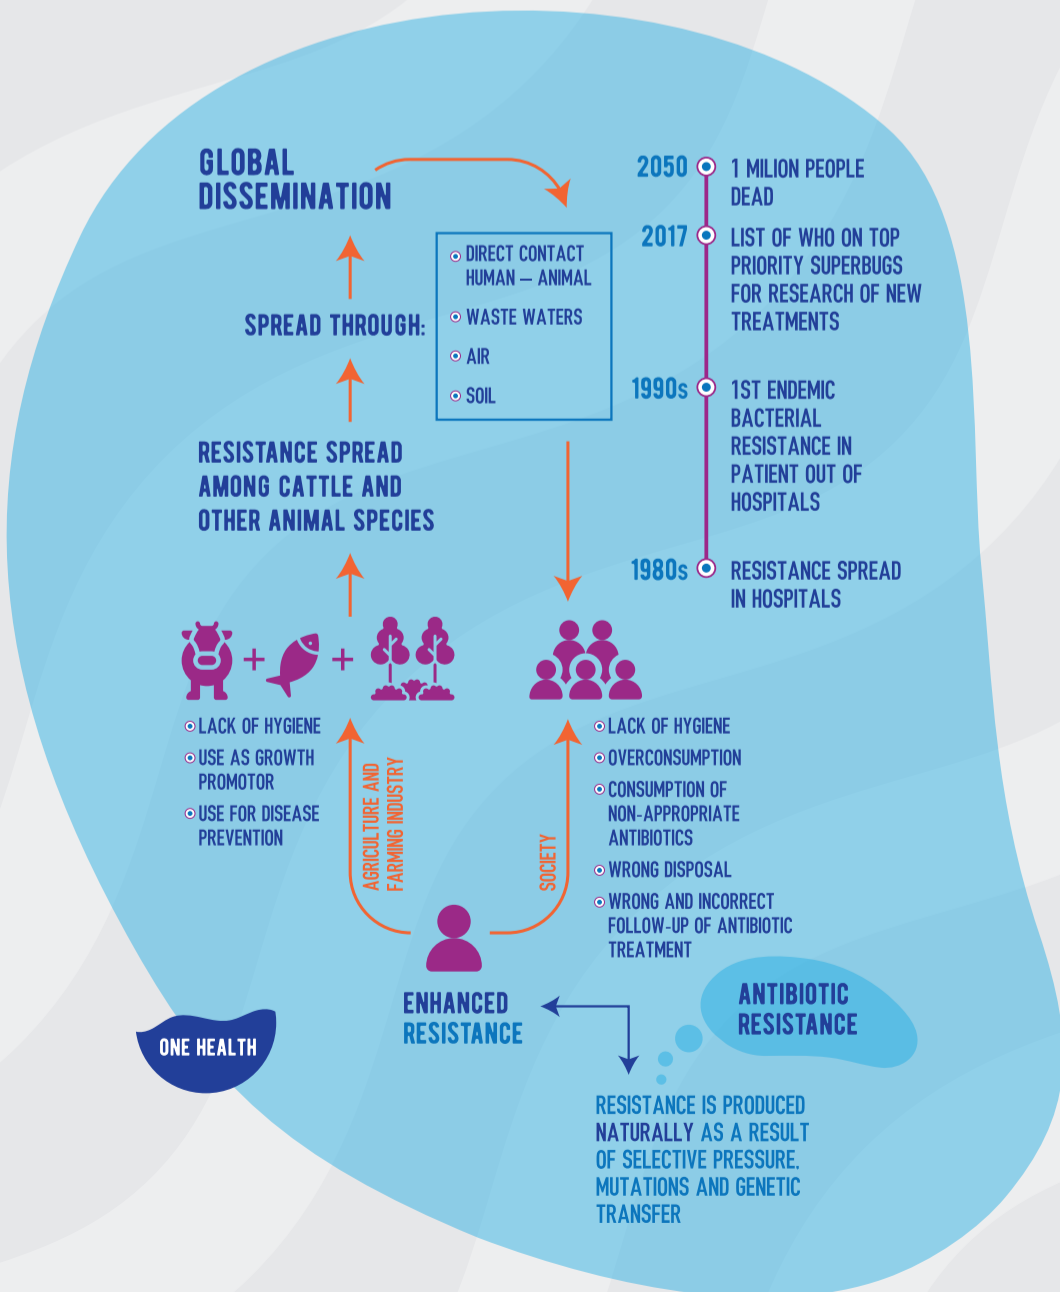 GLOBAL
DISSEMINATION
SPREAD THROUGH:
DIRECT CONTACT
HUMAN – ANIMAL
WASTE WATERS
AIR
SOIL
RESISTANCE SPREAD
AMONG CATTLE AND
OTHER ANIMAL SPECIES
2050
1 MILION PEOPLE
DEAD
2017
LIST OF WHO ON TOP
PRIORITY SUPERBUGS
FOR RESEARCH OF NEW
TREATMENTS
1990s
1ST ENDEMIC
BACTERIAL
RESISTANCE IN
PATIENT OUT OF
HOSPITALS
1980s
RESISTANCE SPREAD
IN HOSPITALS
+
+
LACK OF HYGIENE
USE AS GROWTH
PROMOTOR
USE FOR DISEASE
PREVENTION
AGRICULTURE AND
FARMING INDUSTRY
SOCIETY
LACK OF HYGIENE
OVERCONSUMPTION
CONSUMPTION OF
NON-APPROPRIATE
ANTIBIOTICS
WRONG DISPOSAL
WRONG AND INCORRECT
FOLLOW-UP OF ANTIBIOTIC
TREATMENT
ENHANCED
RESISTANCE
ANTIBIOTIC
RESISTANCE
ONE HEALTH
RESISTANCE IS PRODUCED
NATURALLY AS A RESULT
OF SELECTIVE PRESSURE.
MUTATIONS AND GENETIC
TRANSFER